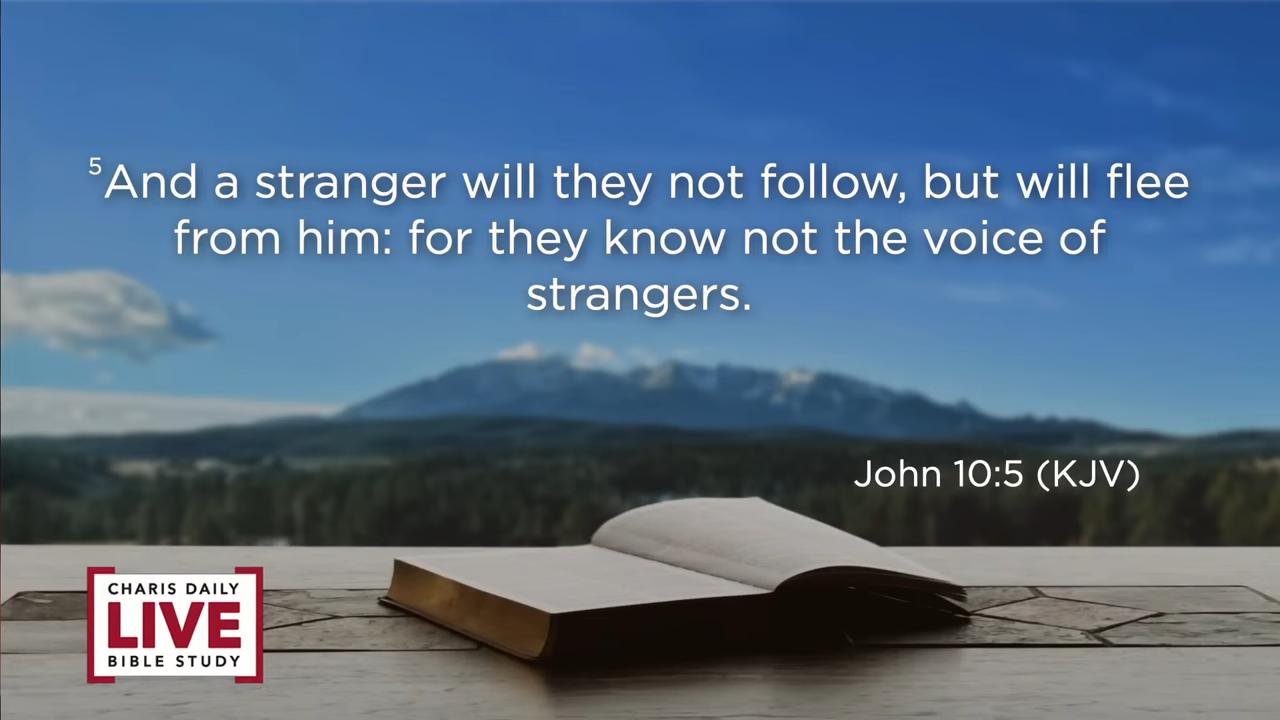 5And a stranger will they not follow, but will flee
from him: for they know not the voice of
strangers.
John 10:5 (KJV)
CHARIS DAILY
LIVE
BIBLE STUDY